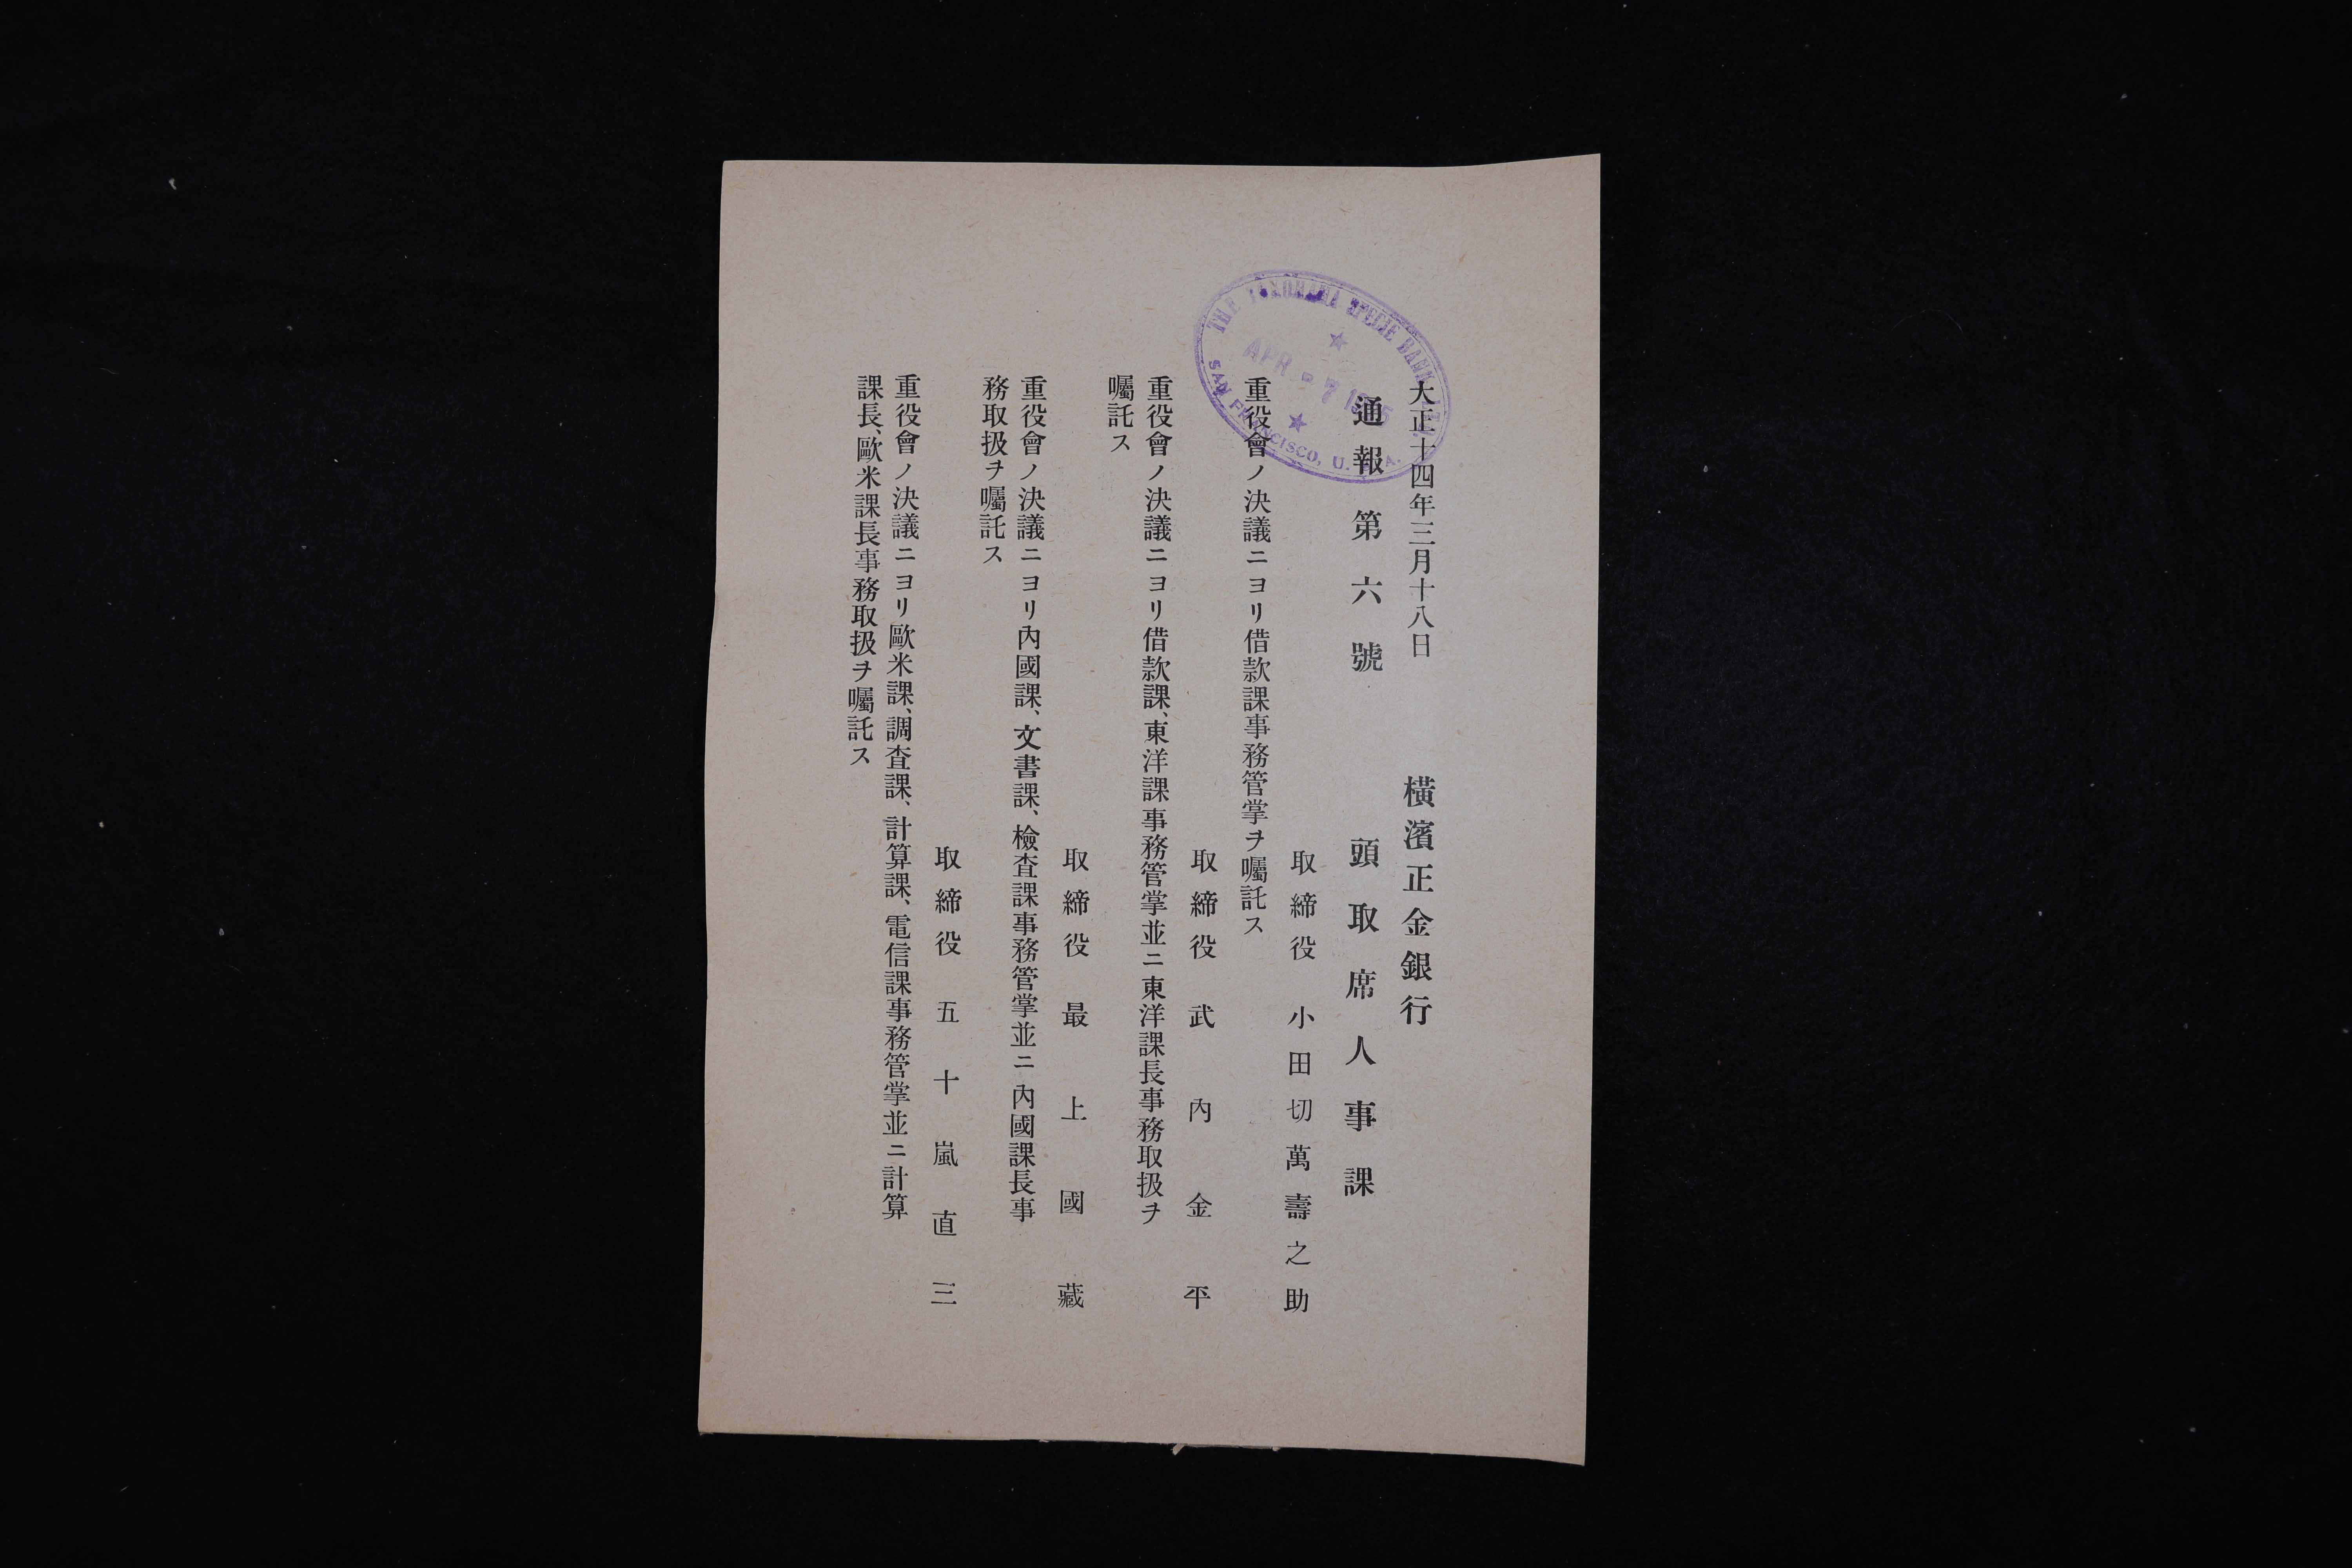 大正十四年三月十八日　橫濱正金銀行
通報第六號　頭取席人事課
取締役　小田切萬壽之助
重役會ノ決議ニヨリ借款課事務管掌ヲ囑託ス
取締役　武內金平
重役會ノ決議ニヨリ借款課、東洋課事務管掌並ニ東洋課長事務取扱ヲ
囑託ス
取締役　最上國藏
重役會ノ決議ニヨリ內國課、文書課、檢査課事務管掌並ニ內國課長事
務取扱ヲ囑託ス
取締役　五十嵐直三
重役會ノ決議ニヨリ歐米課、調査課、計算課、電信課事務管掌並ニ計算
課長、歐米課長事務取扱ヲ囑託ス
THE YOKOHAMA SPECIE BANK
APR 7
SAN FRANCISCO, U. S. A.